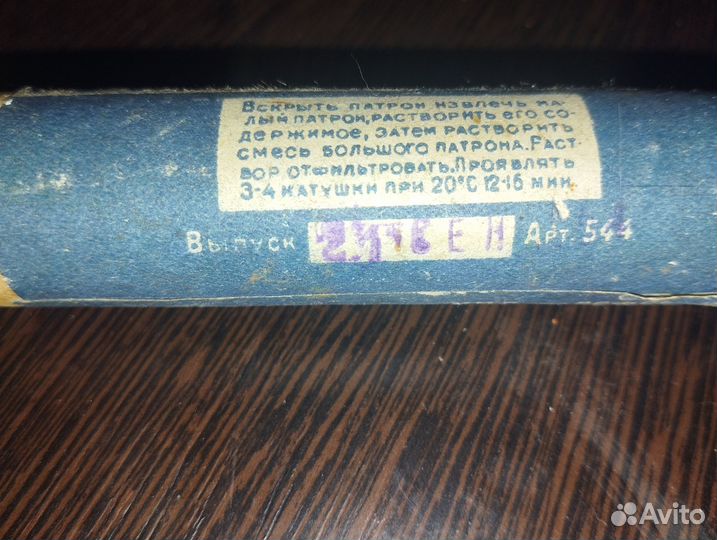 Вскрыть патрон извлечь ма-
лый патрон, растворить его со-
держимое, затем растворить
смесь большого патрона. Раст-
вор отфильтровать. Проявлять
3-4 катушки при 20°С 12-16 мин.
Выпуск Е Н Арт. 544
Avito